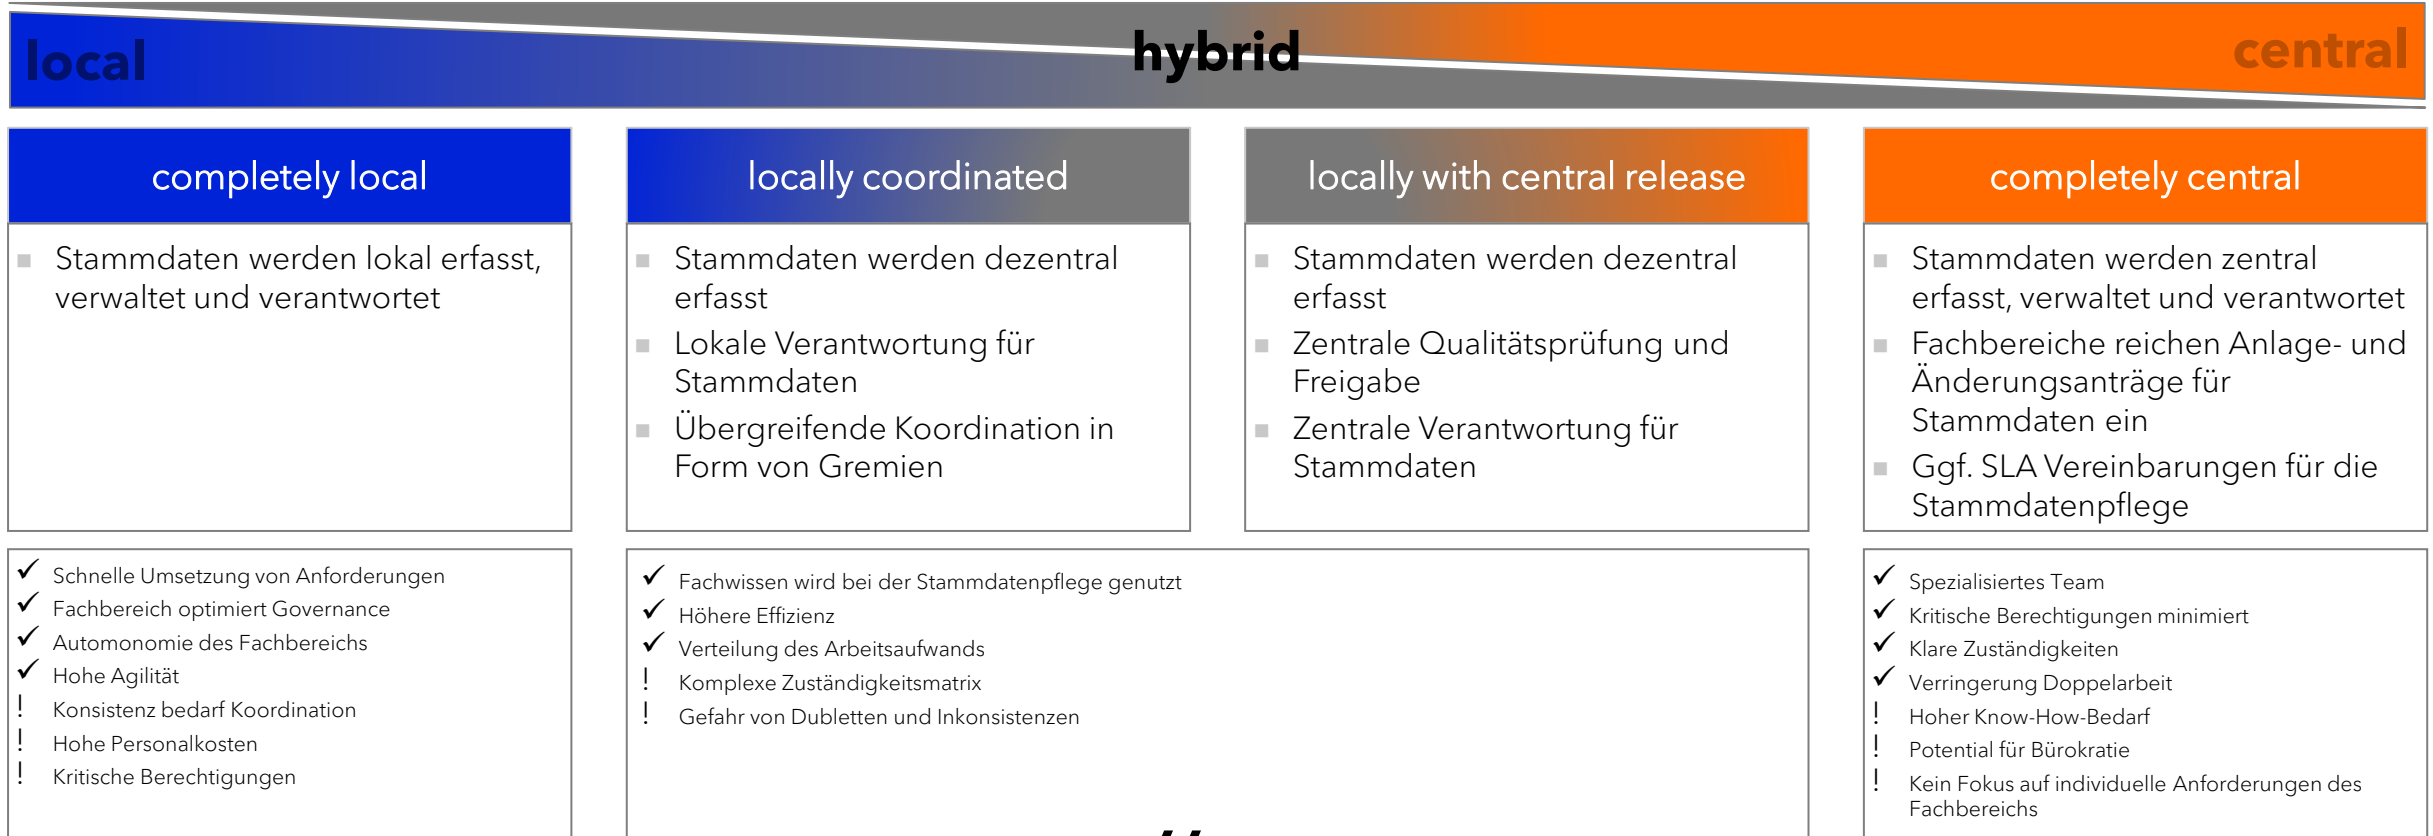 local
hybrid
central
completely local
Stammdaten werden lokal erfasst,
verwaltet und verantwortet
locally coordinated
Stammdaten werden dezentral
erfasst
Lokale Verantwortung für
Stammdaten
Übergreifende Koordination in
Form von Gremien
locally with central release
Stammdaten werden dezentral
erfasst
Zentrale Qualitätsprüfung und
Freigabe
Zentrale Verantwortung für
Stammdaten
completely central
Stammdaten werden zentral
erfasst, verwaltet und verantwortet
Fachbereiche reichen Anlage- und
Änderungsanträge für
Stammdaten ein
Ggf. SLA Vereinbarungen für die
Stammdatenpflege
✓ Schnelle Umsetzung von Anforderungen
✓ Fachbereich optimiert Governance
✓ Automonomie des Fachbereichs
✓ Hohe Agilität
! Konsistenz bedarf Koordination
! Hohe Personalkosten
! Kritische Berechtigungen
✓ Fachwissen wird bei der Stammdatenpflege genutzt
✓ Höhere Effizienz
✓ Verteilung des Arbeitsaufwands
! Komplexe Zuständigkeitsmatrix
! Gefahr von Dubletten und Inkonsistenzen
✓ Spezialisiertes Team
✓ Kritische Berechtigungen minimiert
✓ Klare Zuständigkeiten
✓ Verringerung Doppelarbeit
! Hoher Know-How-Bedarf
! Potential für Bürokratie
! Kein Fokus auf individuelle Anforderungen des
Fachbereichs